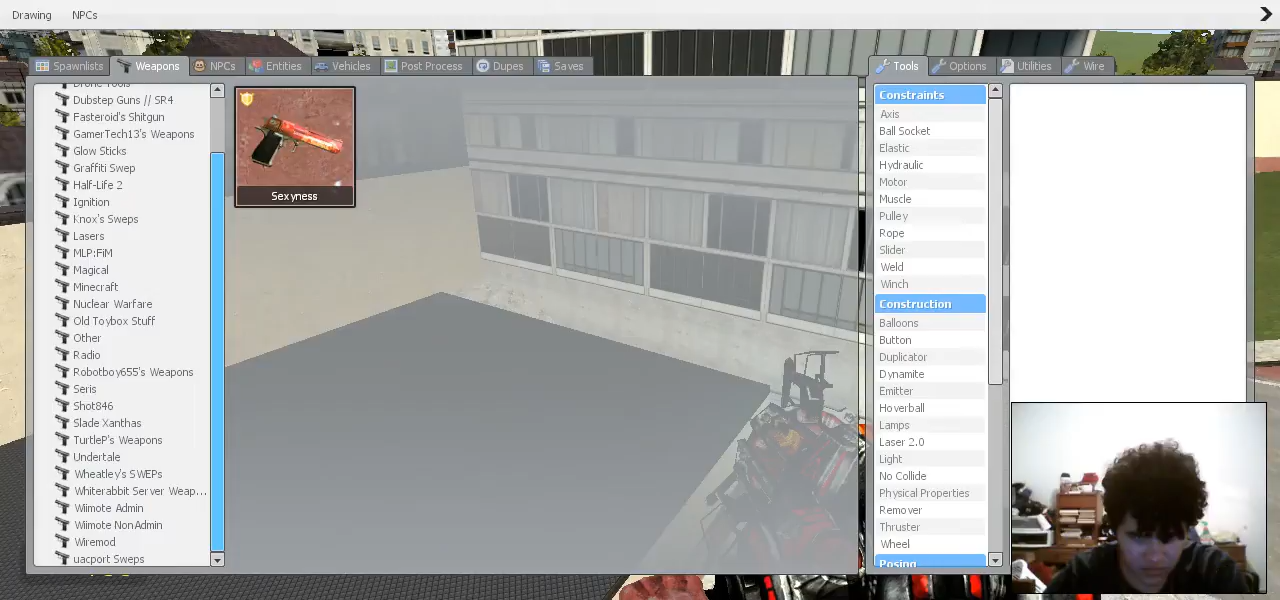 Drawing NPCs
Spawnlists Weapons NPCs Entities Vehicles Post Process Dupes Saves
Tools Options Utilities Wire
Drone Tools
Dubstep Guns // SR4
Fasteroid's Shitgun
GamerTech13's Weapons
Glow Sticks
Graffiti Swep
Half-Life 2
Ignition
Knox's Sweps
Lasers
MLP:FiM
Magical
Minecraft
Nuclear Warfare
Old Toybox Stuff
Other
Radio
Robotboy655's Weapons
Seris
Shot846
Slade Xanthas
TurtleP's Weapons
Undertale
Wheatley's SWEPs
Whiterabbit Server Weap...
Wiimote Admin
Wiimote NonAdmin
Wiremod
uacport Sweps
Sexyness
Constraints
Axis
Ball Socket
Elastic
Hydraulic
Motor
Muscle
Pulley
Rope
Slider
Weld
Winch
Construction
Balloons
Button
Duplicator
Dynamite
Emitter
Hoverball
Lamps
Laser 2.0
Light
No Collide
Physical Properties
Remover
Thruster
Wheel
Posing